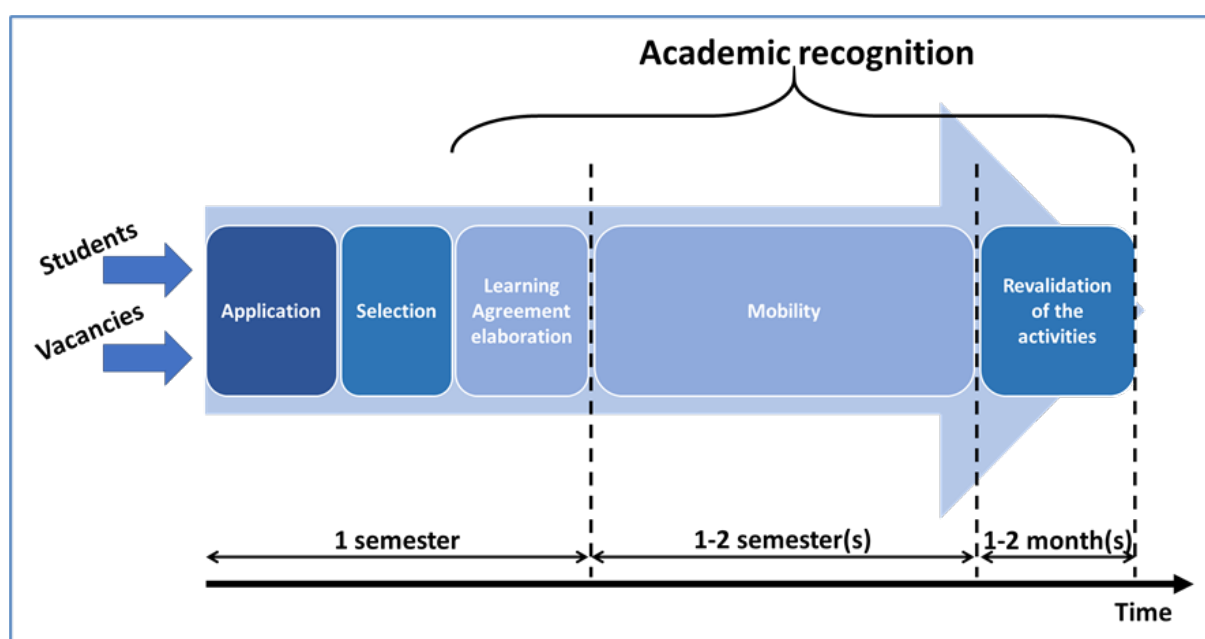 Academic recognition
Students
Vacancies
Application
Selection
Learning
Agreement
elaboration
Mobility
Revalidation
of the
activities
1 semester
1-2 semester(s)
1-2 month(s)
Time